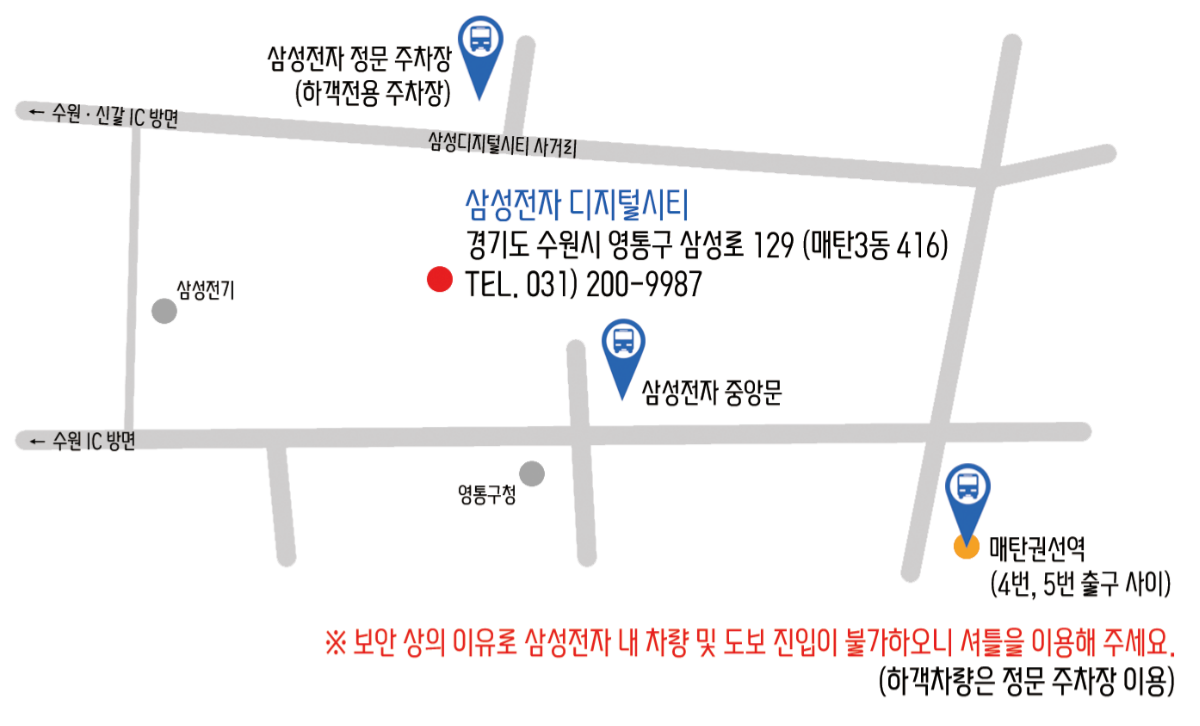 삼성전자 정문 주차장
(하객전용 주차장)
← 수원 · 신갈 IC 방면
삼성디지털시티 사거리
삼성전자 디지털시티
경기도 수원시 영통구 삼성로 129 (매탄3동 416)
TEL. 031) 200-9987
삼성전기
삼성전자 중앙문
← 수원 IC 방면
영통구청
매탄권선역
(4번, 5번 출구 사이)
※ 보안 상의 이유로 삼성전자 내 차량 및 도보 진입이 불가하오니 셔틀을 이용해 주세요.
(하객차량은 정문 주차장 이용)